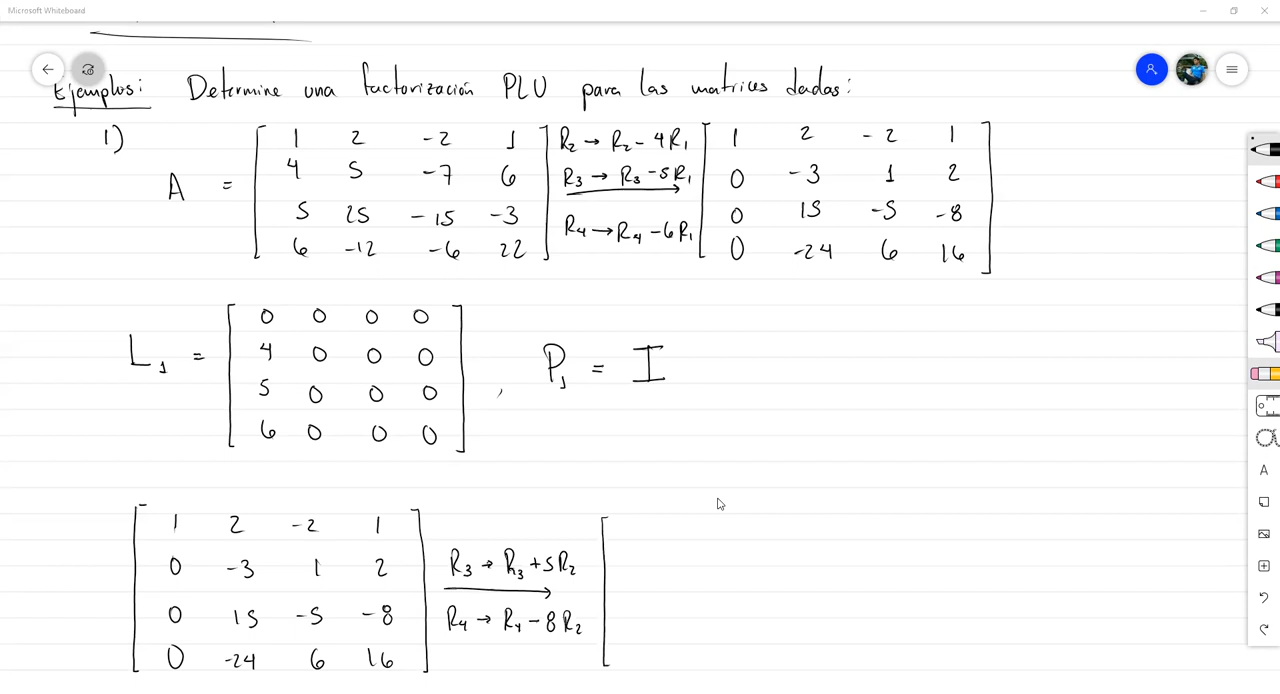 Microsoft Whiteboard
Ejemplos: Determine una factorización PLU para las matrices dadas:
1)
A = [ 1 2 -2 1 ] R₂ → R₂ - 4R₁ [ 1 2 -2 1 ]
4 5 -7 6 R₃ → R₃ - 5R₁ 0 -3 1 2
5 25 -15 -3 0 15 -5 -8
6 -12 -6 22 R₄ → R₄ - 6R₁ 0 -24 6 16
L₁ = [ 0 0 0 0 ] , P₁ = I
4 0 0 0
5 0 0 0
6 0 0 0
[ 1 2 -2 1 ]
0 -3 1 2 R₃ → R₃ + 5R₂ [
0 15 -5 -8 R₄ → R₄ - 8R₂
0 -24 6 16
A